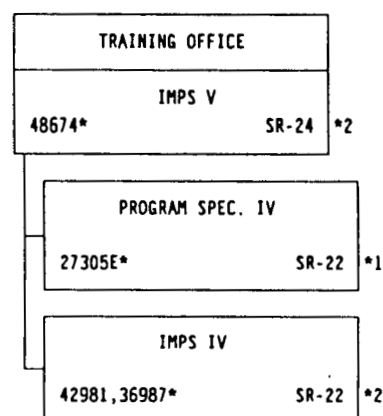 TRAINING OFFICE
IMPS V
48674* SR-24 *2
PROGRAM SPEC. IV
27305E* SR-22 *1
IMPS IV
42981,36987* SR-22 *2